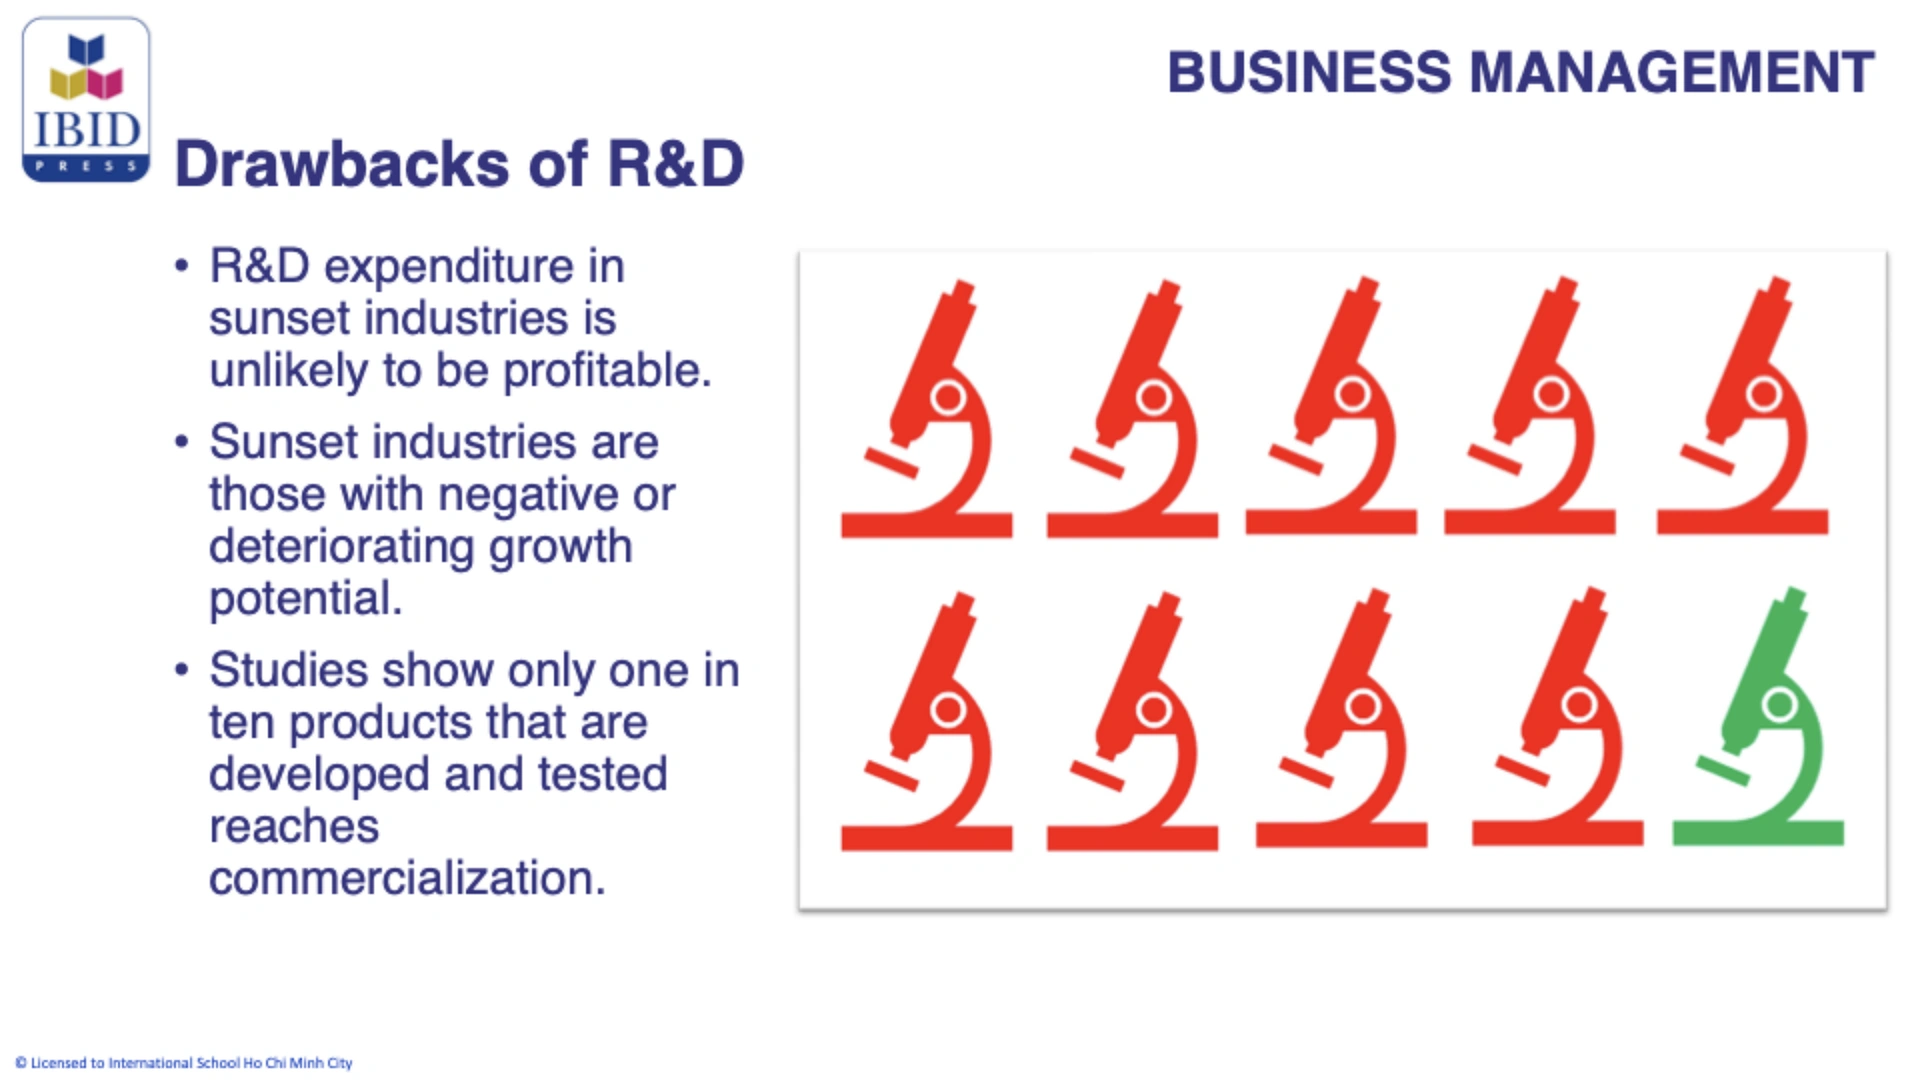 IBID
PRESS
BUSINESS MANAGEMENT
Drawbacks of R&D
• R&D expenditure in
sunset industries is
unlikely to be profitable.
• Sunset industries are
those with negative or
deteriorating growth
potential.
• Studies show only one in
ten products that are
developed and tested
reaches
commercialization.
© Licensed to International School Ho Chi Minh City